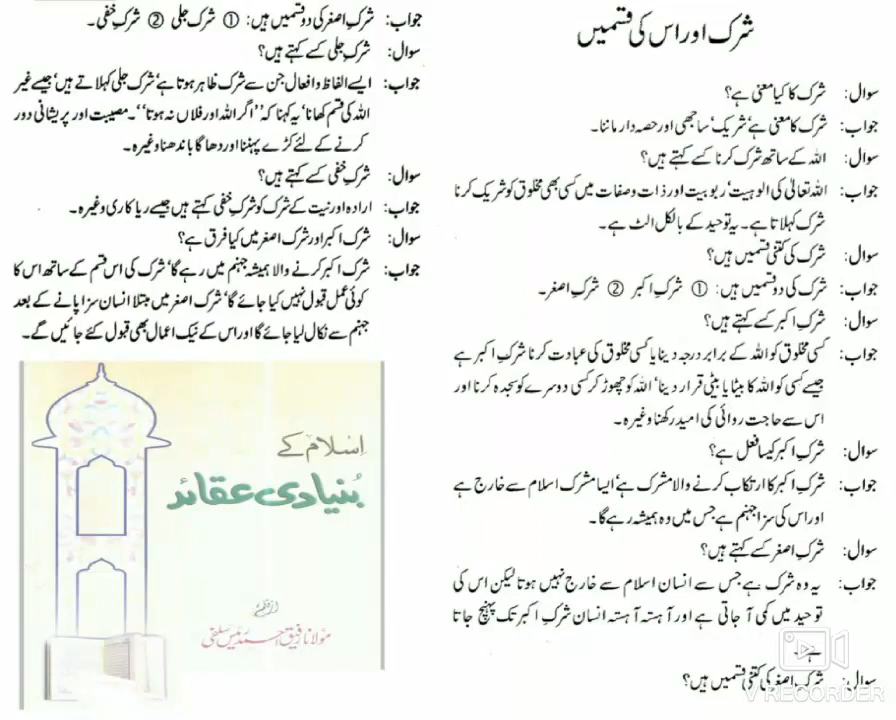 شرک اور اس کی قسمیں
سوال: شرک کا کیا معنی ہے؟
جواب: شرک کا معنی ہے ’شریک‘ ساجھی اور حصہ دار ماننا۔
سوال: اللہ کے ساتھ شرک کرنا کسے کہتے ہیں؟
جواب: اللہ تعالیٰ کی الوہیت‘ ربوبیت اور ذات وصفات میں کسی بھی مخلوق کو شریک کرنا
شرک کہلاتا ہے۔ یہ توحید کے بالکل الٹ ہے۔
سوال: شرک کی کتنی قسمیں ہیں؟
جواب: شرک کی دو قسمیں ہیں: ① شرکِ اکبر ② شرکِ اصغر۔
سوال: شرکِ اکبر کسے کہتے ہیں؟
جواب: کسی مخلوق کو اللہ کے برابر درجہ دینا یا کسی مخلوق کی عبادت کرنا شرکِ اکبر ہے
جیسے کسی کو اللہ کا بیٹا یا بیٹی قرار دینا‘ اللہ کو چھوڑ کر کسی دوسرے کو سجدہ کرنا اور
اس سے حاجت روائی کی امید رکھنا وغیرہ۔
سوال: شرکِ اکبر کیسا فعل ہے؟
جواب: شرکِ اکبر کا ارتکاب کرنے والا مشرک ہے‘ ایسا مشرک اسلام سے خارج ہے
اور اس کی سزا جہنم ہے جس میں وہ ہمیشہ رہے گا۔
سوال: شرکِ اصغر کسے کہتے ہیں؟
جواب: یہ وہ شرک ہے جس سے انسان اسلام سے خارج نہیں ہوتا لیکن اس کی
توحید میں کمی آ جاتی ہے اور آہستہ آہستہ انسان شرکِ اکبر تک پہنچ جاتا
ہے۔
سوال: شرکِ اصغر کی کتنی قسمیں ہیں؟
جواب: شرکِ اصغر کی دو قسمیں ہیں: ① شرکِ جلی ② شرکِ خفی۔
سوال: شرکِ جلی کسے کہتے ہیں؟
جواب: ایسے الفاظ و افعال جن سے شرک ظاہر ہوتا ہے‘ شرک جلی کہلاتے ہیں‘ جیسے غیر
اللہ کی قسم کھانا‘ یہ کہنا کہ ’’اگر اللہ اور فلاں نہ ہوتا‘‘۔ مصیبت اور پریشانی دور
کرنے کے لئے کڑے پہننا اور دھاگا باندھنا وغیرہ۔
سوال: شرکِ خفی کسے کہتے ہیں؟
جواب: ارادہ اور نیت کے شرک کو شرکِ خفی کہتے ہیں جیسے ریا کاری وغیرہ۔
سوال: شرک اکبر اور شرک اصغر میں کیا فرق ہے؟
جواب: شرک اکبر کرنے والا ہمیشہ جہنم میں رہے گا‘ شرک کی اس قسم کے ساتھ اس کا
کوئی عمل قبول نہیں کیا جائے گا‘ شرک اصغر میں مبتلا انسان سزا پانے کے بعد
جہنم سے نکال لیا جائے گا اور اس کے نیک اعمال بھی قبول کئے جائیں گے۔
اسلام کے
بُنیادی عقائد
مولانا رفیق احمد رئیس سلفی
V RECORDER